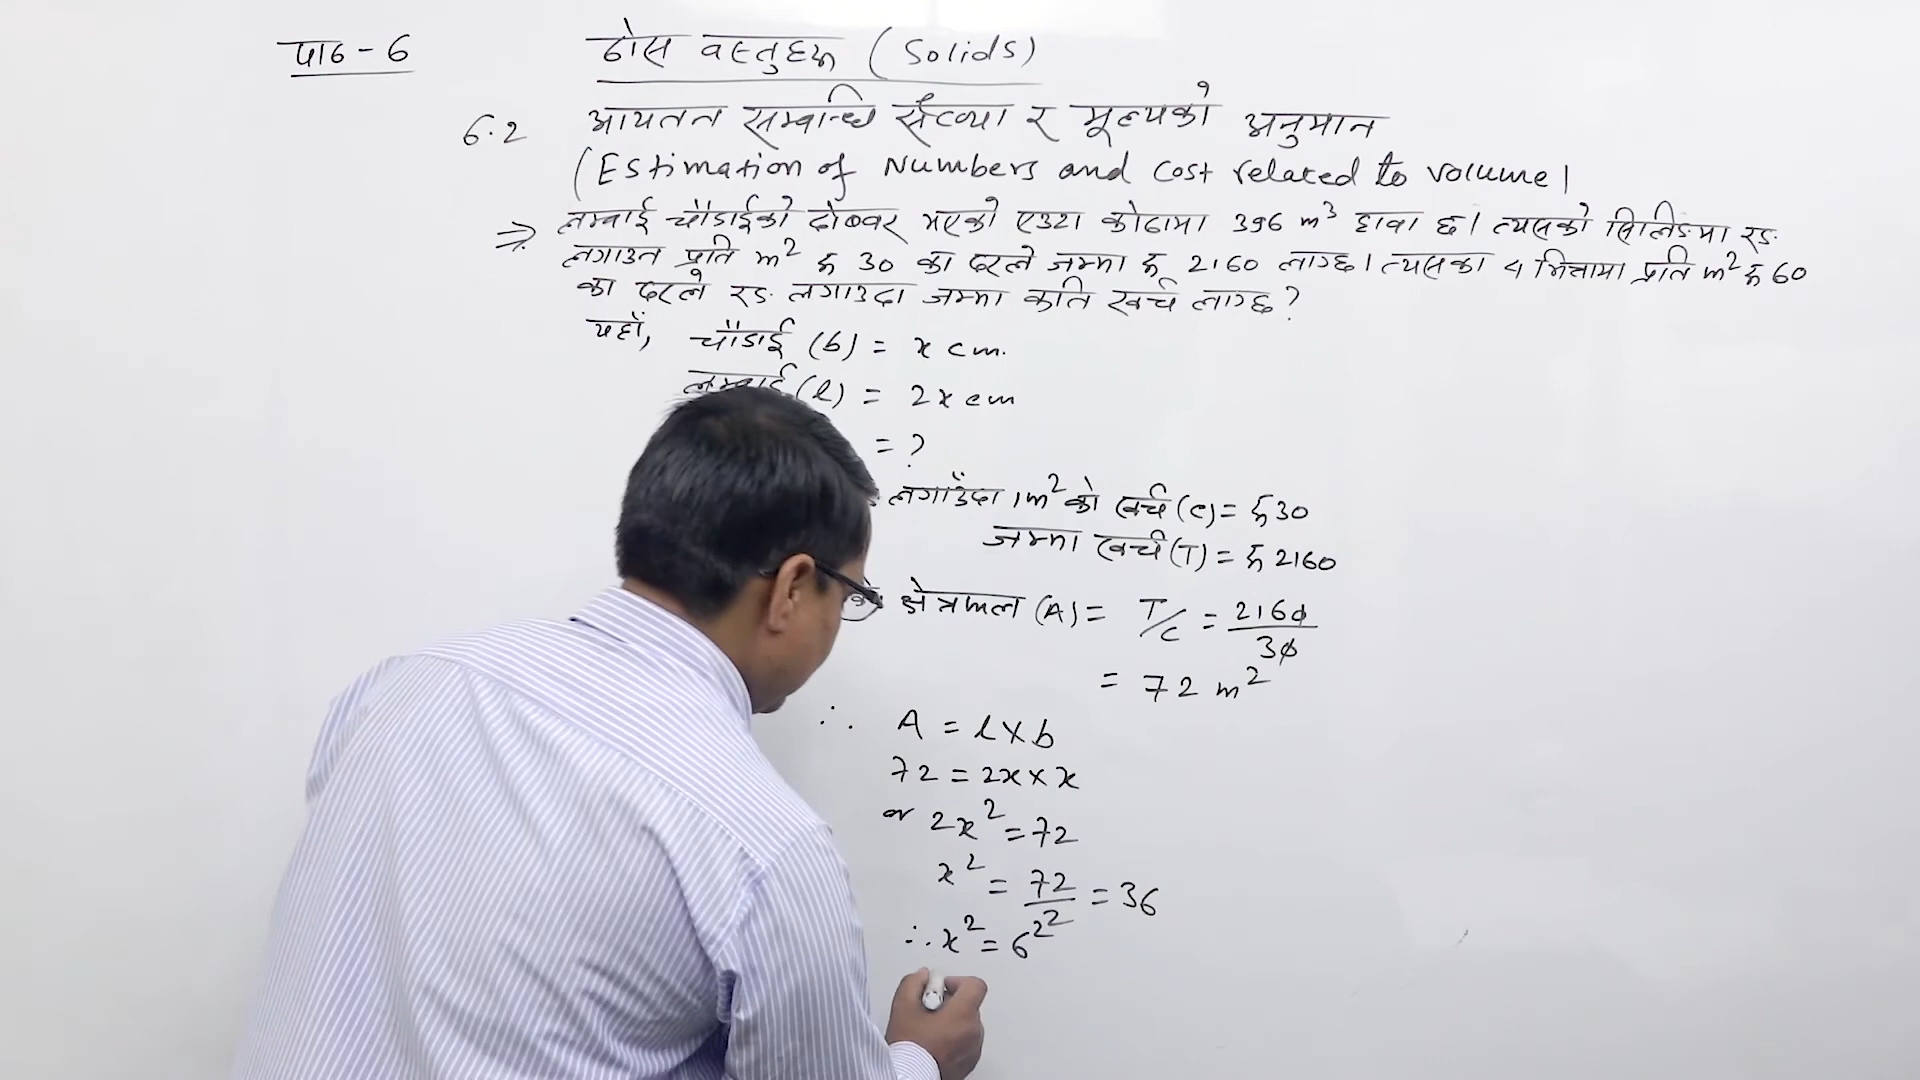 पाठ - 6
ठोस वस्तुहरू (Solids)
6.2 आयतन सम्बन्धि संख्या र मूल्यको अनुमान
(Estimation of Numbers and Cost related to volume)
⇒ लम्बाई चौडाईको दोब्बर भएको एउटा कोठामा 396 m³ हावा छ। त्यसको सिलिङमा रङ
लगाउन प्रति m² रू 30 का दरले जम्मा रू 2160 लाग्छ। त्यसका 4 भित्तामा प्रति m² रू 60
का दरले रङ लगाउदा जम्मा कति खर्च लाग्छ?
यहाँ, चौडाई (b) = x cm.
लम्बाई (l) = 2x cm
= ?
लगाउँदा 1m² को खर्च (c) = रू 30
जम्मा खर्च (T) = रू 2160
क्षेत्रफल (A) = T/c = 2160/30
= 72 m²
∴ A = l × b
72 = 2x × x
or 2x² = 72
x² = 72/2 = 36
∴ x² = 6²